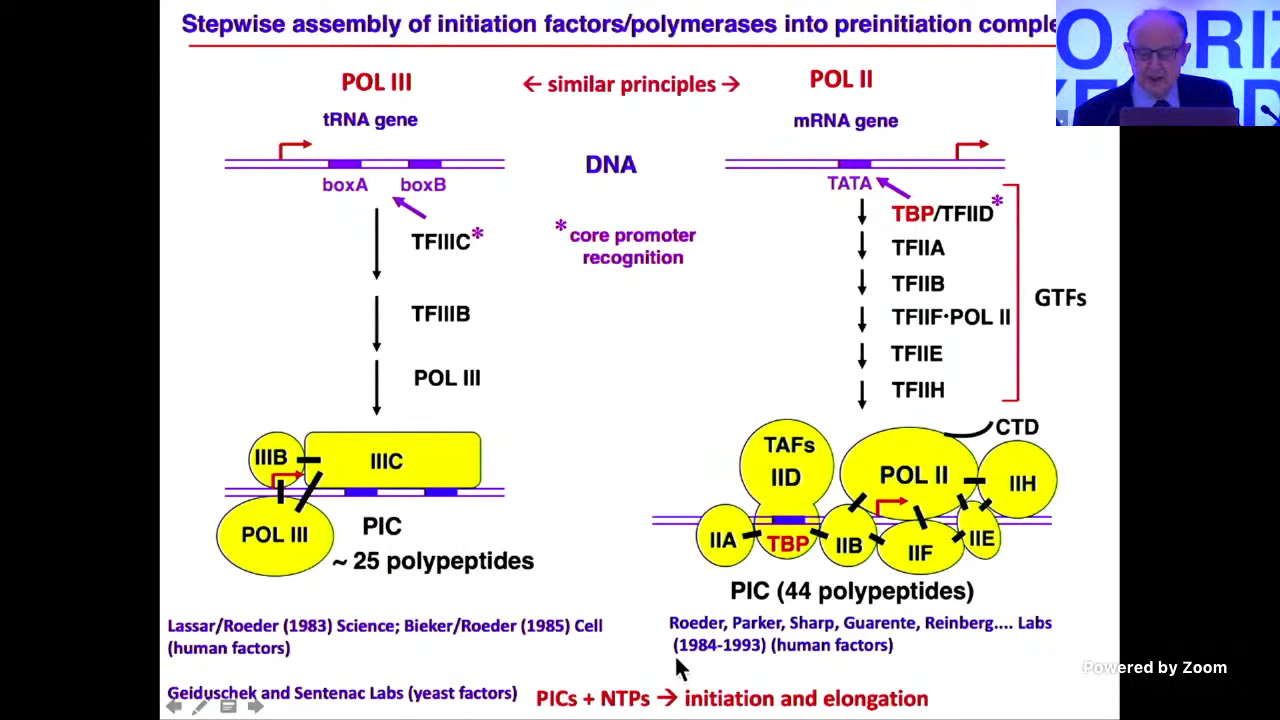 Stepwise assembly of initiation factors/polymerases into preinitiation comple
POL III
← similar principles →
POL II
tRNA gene
mRNA gene
DNA
boxA
boxB
TATA
TFIIIC*
* core promoter
recognition
TBP/TFIID*
TFIIA
TFIIB
TFIIF·POL II
TFIIE
TFIIH
GTFs
TFIIIB
POL III
IIIB
IIIC
POL III
PIC
~ 25 polypeptides
CTD
TAFs
IID
POL II
IIH
IIA
TBP
IIB
IIF
IIE
PIC (44 polypeptides)
Lassar/Roeder (1983) Science; Bieker/Roeder (1985) Cell
(human factors)
Roeder, Parker, Sharp, Guarente, Reinberg.... Labs
(1984-1993) (human factors)
Geiduschek and Sentenac Labs (yeast factors)
PICs + NTPs → initiation and elongation
Powered by Zoom